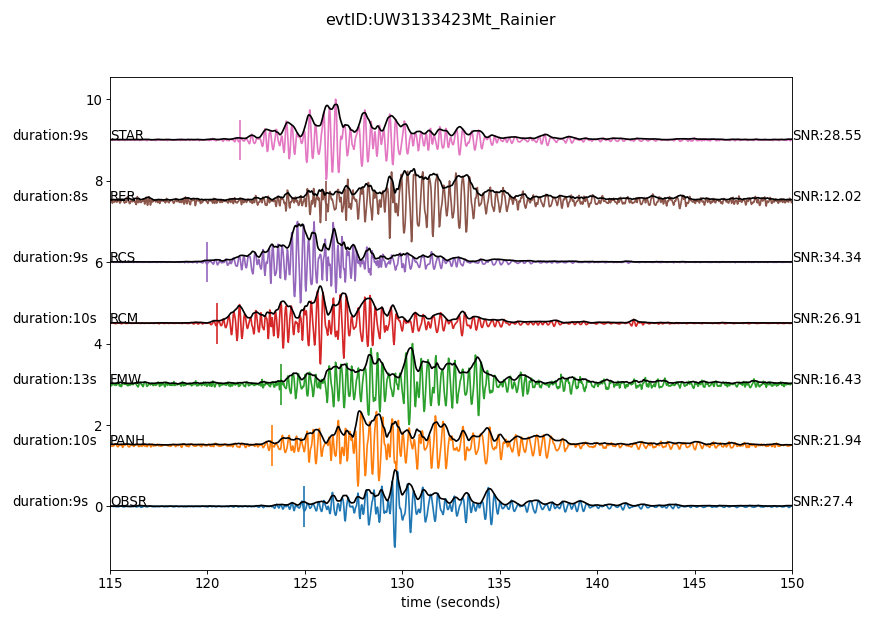 evtID:UW3133423Mt_Rainier
10
duration:9s STAR SNR:28.55
8
duration:8s RER SNR:12.02
duration:9s RCS SNR:34.34
6
duration:10s RCM SNR:26.91
4
duration:13s EMW SNR:16.43
2
duration:10s PANH SNR:21.94
duration:9s OBSR SNR:27.4
0
115 120 125 130 135 140 145 150
time (seconds)